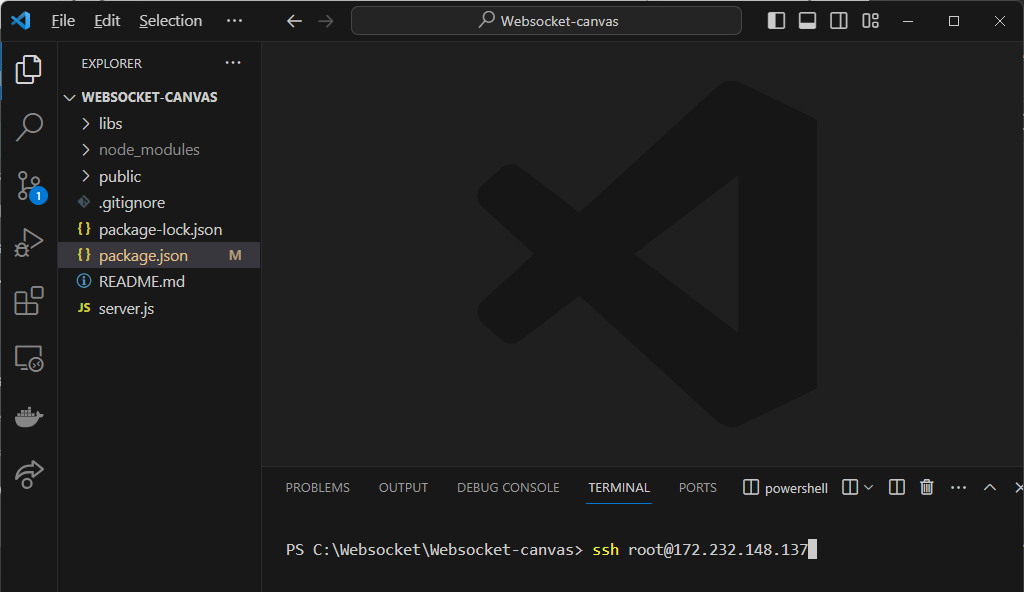 File Edit Selection ···
Websocket-canvas
EXPLORER ···
WEBSOCKET-CANVAS
libs
node_modules
public
1
.gitignore
{} package-lock.json
{} package.json M
README.md
JS server.js
PROBLEMS OUTPUT DEBUG CONSOLE TERMINAL PORTS powershell ···
PS C:\Websocket\Websocket-canvas> ssh root@172.232.148.137